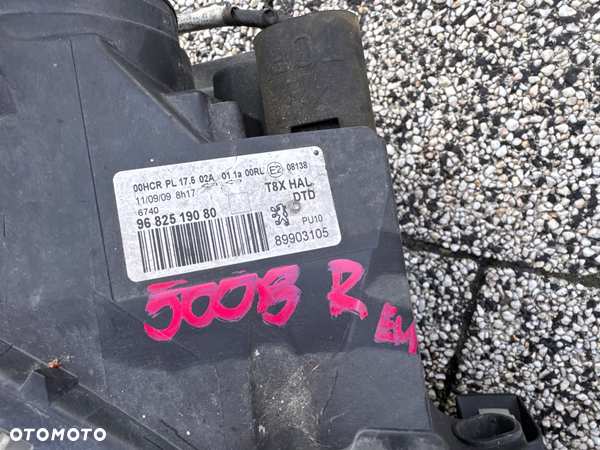 00HCR PL 17.5 02A 01 1a 00RL E2 08138
11/09/09 8h17 T8X HAL.
6740 DTD
96 825 190 80 PU10
89903105
5008 R EU
OTOMOTO